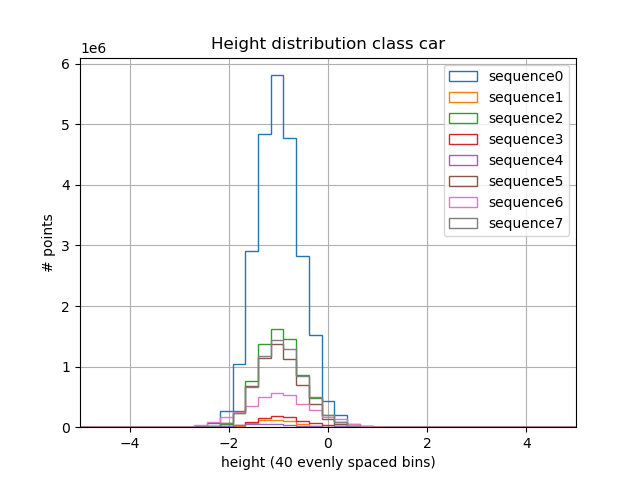 Height distribution class car
1e6
6
5
4
3
2
1
0
# points
sequence0
sequence1
sequence2
sequence3
sequence4
sequence5
sequence6
sequence7
−4 −2 0 2 4
height (40 evenly spaced bins)